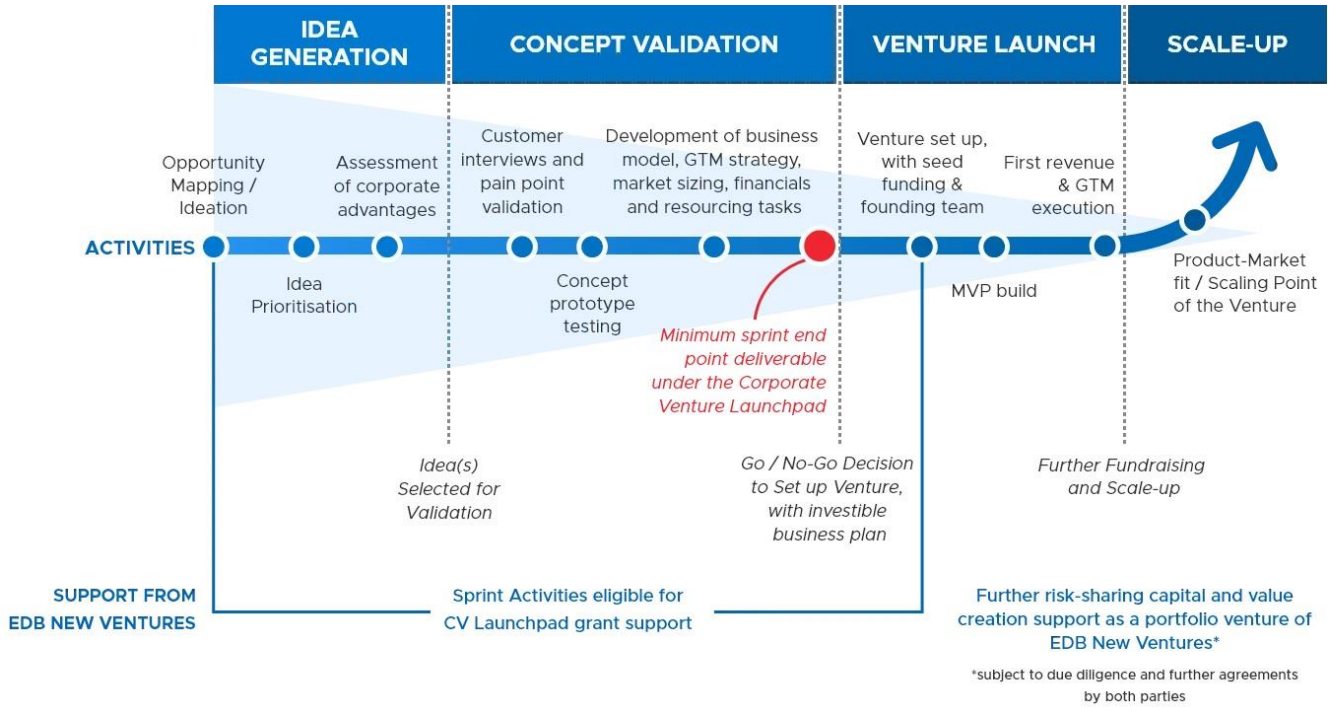 IDEA
GENERATION
CONCEPT VALIDATION
VENTURE LAUNCH
SCALE-UP
Opportunity
Mapping /
Ideation
Assessment
of corporate
advantages
Customer
interviews and
pain point
validation
Development of business
model, GTM strategy,
market sizing, financials
and resourcing tasks
Venture set up,
with seed
funding &
founding team
First revenue
& GTM
execution
ACTIVITIES
Idea
Prioritisation
Concept
prototype
testing
Minimum sprint end
point deliverable
under the Corporate
Venture Launchpad
MVP build
Product-Market
fit / Scaling Point
of the Venture
Idea(s)
Selected for
Validation
Go / No-Go Decision
to Set up Venture,
with investible
business plan
Further Fundraising
and Scale-up
SUPPORT FROM
EDB NEW VENTURES
Sprint Activities eligible for
CV Launchpad grant support
Further risk-sharing capital and value
creation support as a portfolio venture of
EDB New Ventures*
*subject to due diligence and further agreements
by both parties